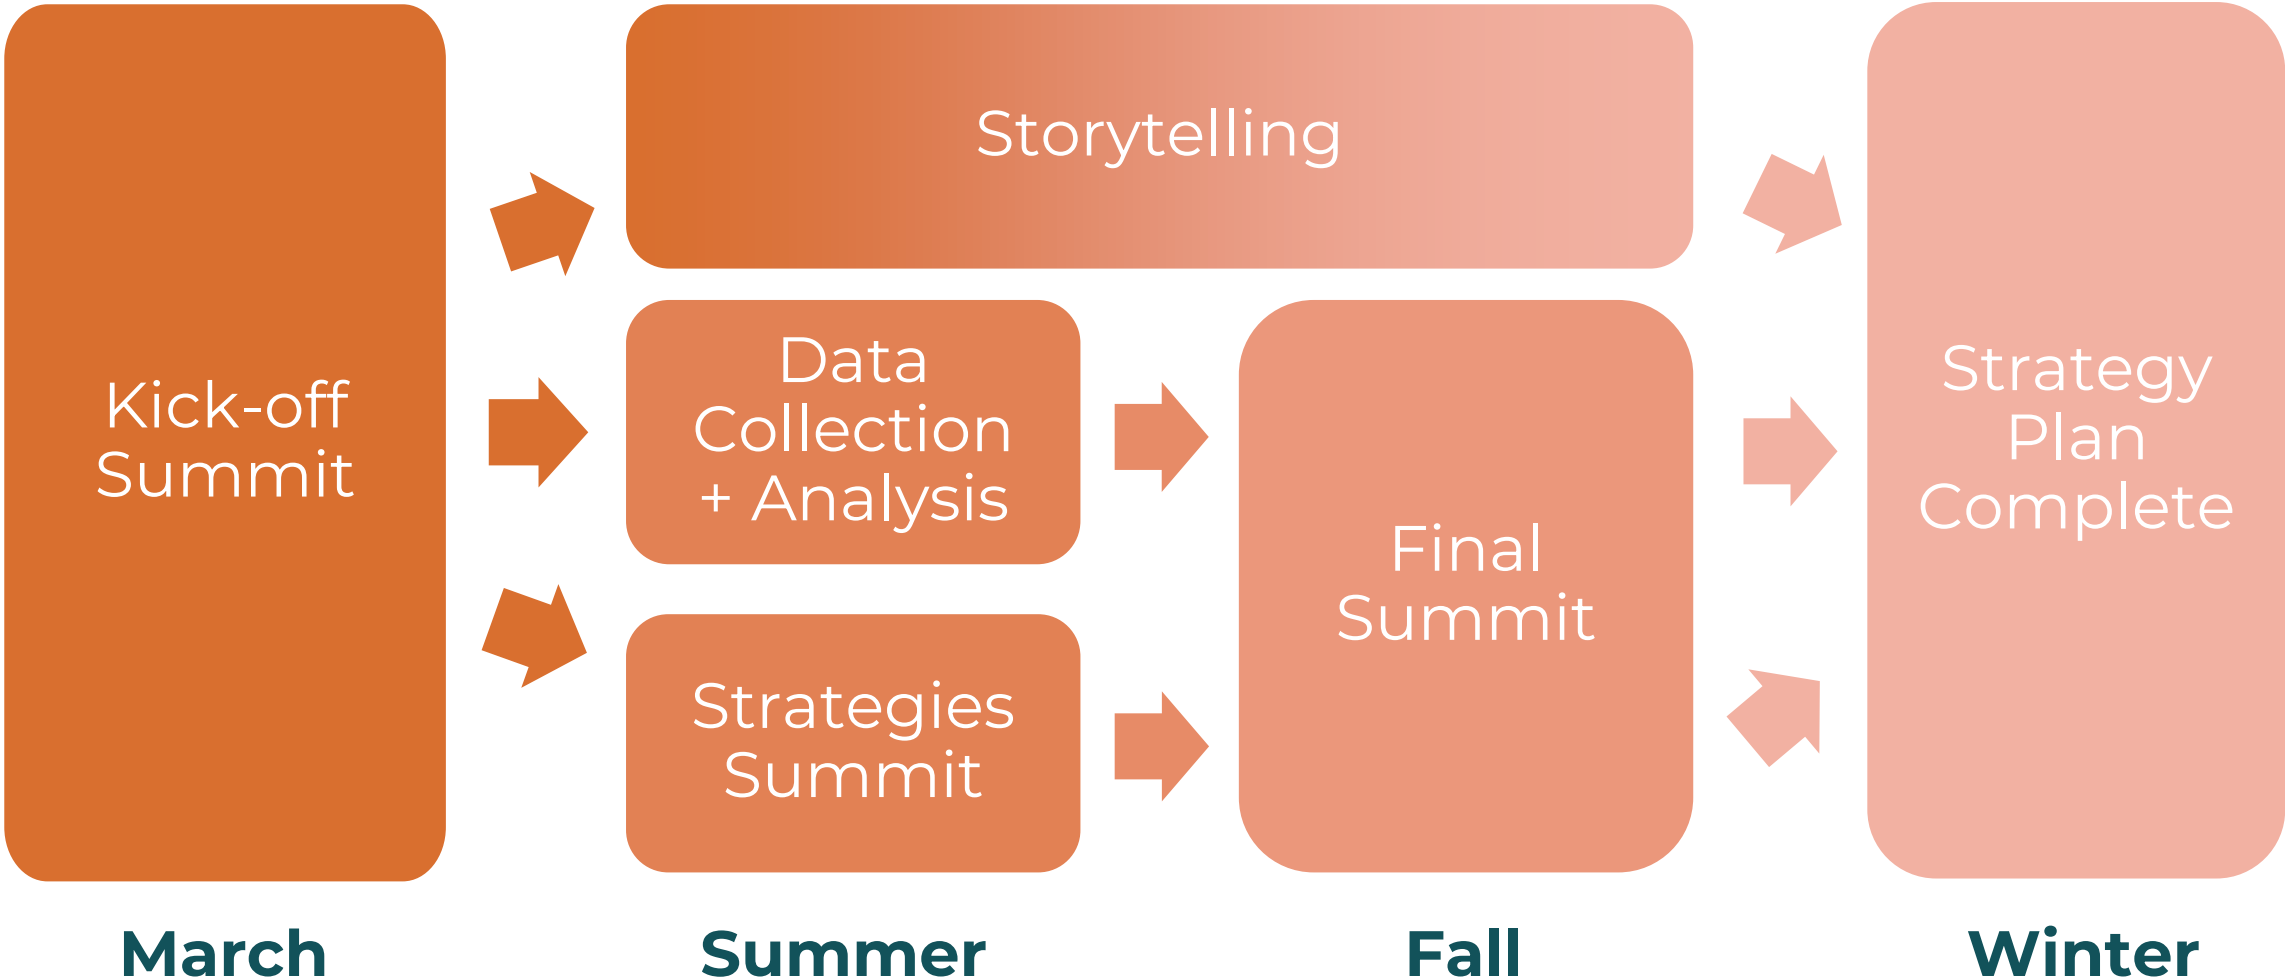 Kick-off
Summit
Storytelling
Data
Collection
+ Analysis
Strategies
Summit
Final
Summit
Strategy
Plan
Complete
March
Summer
Fall
Winter